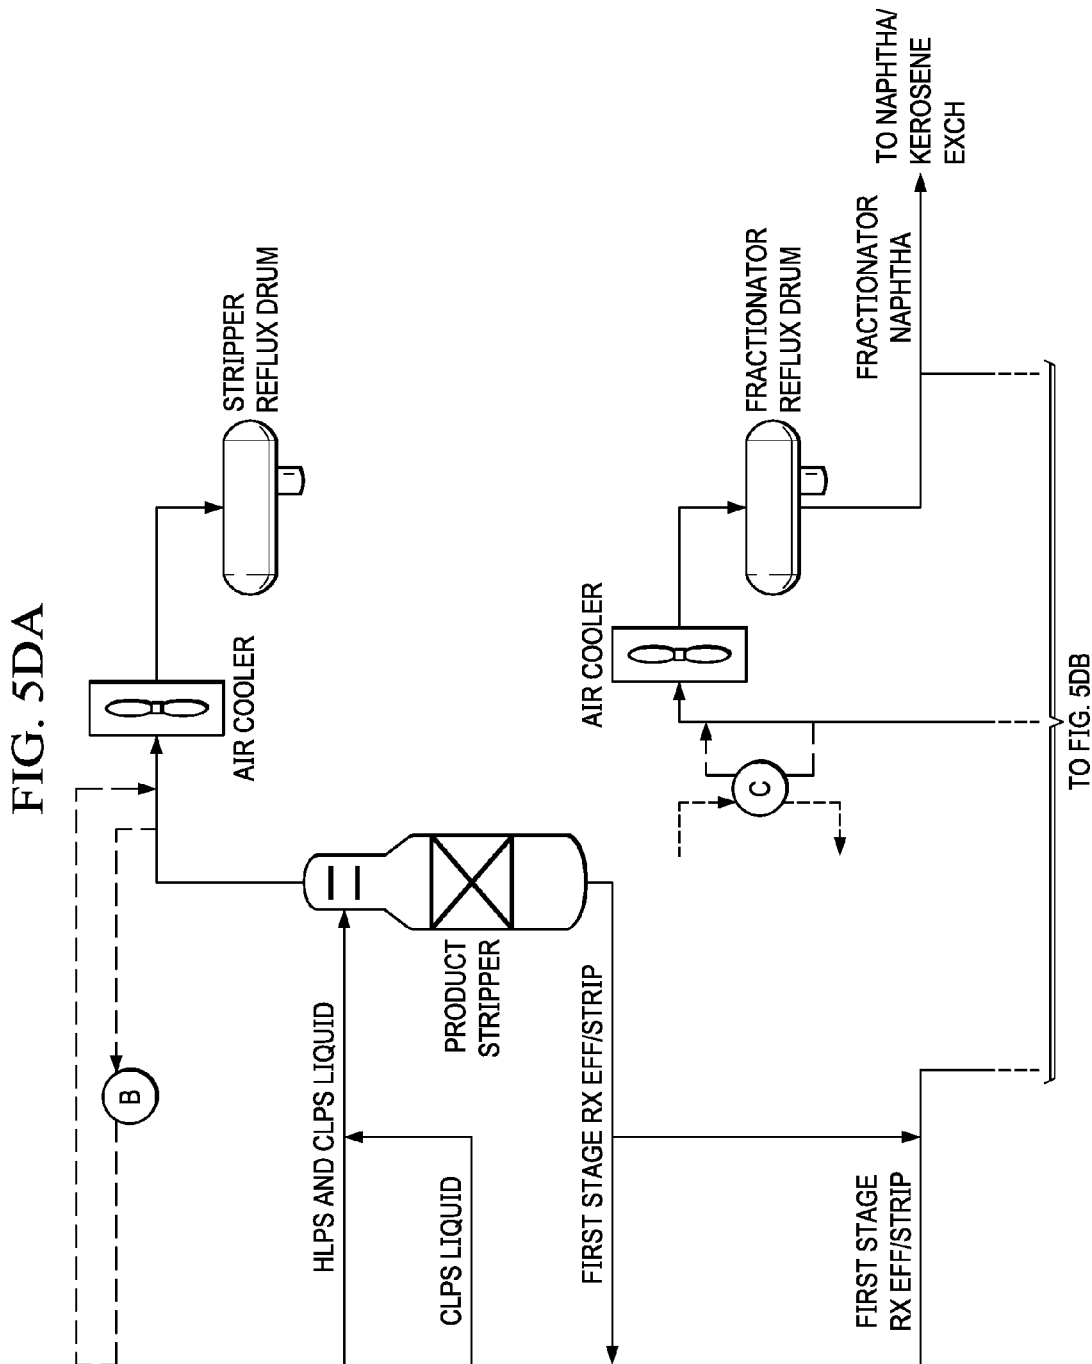 FIG. 5DA
B
AIR COOLER
STRIPPER
REFLUX DRUM
HLPS AND CLPS LIQUID
CLPS LIQUID
PRODUCT
STRIPPER
FIRST STAGE RX EFF/STRIP
C
AIR COOLER
FRACTIONATOR
REFLUX DRUM
FIRST STAGE
RX EFF/STRIP
FRACTIONATOR
NAPHTHA
TO NAPHTHA/
KEROSENE
EXCH
TO FIG. 5DB